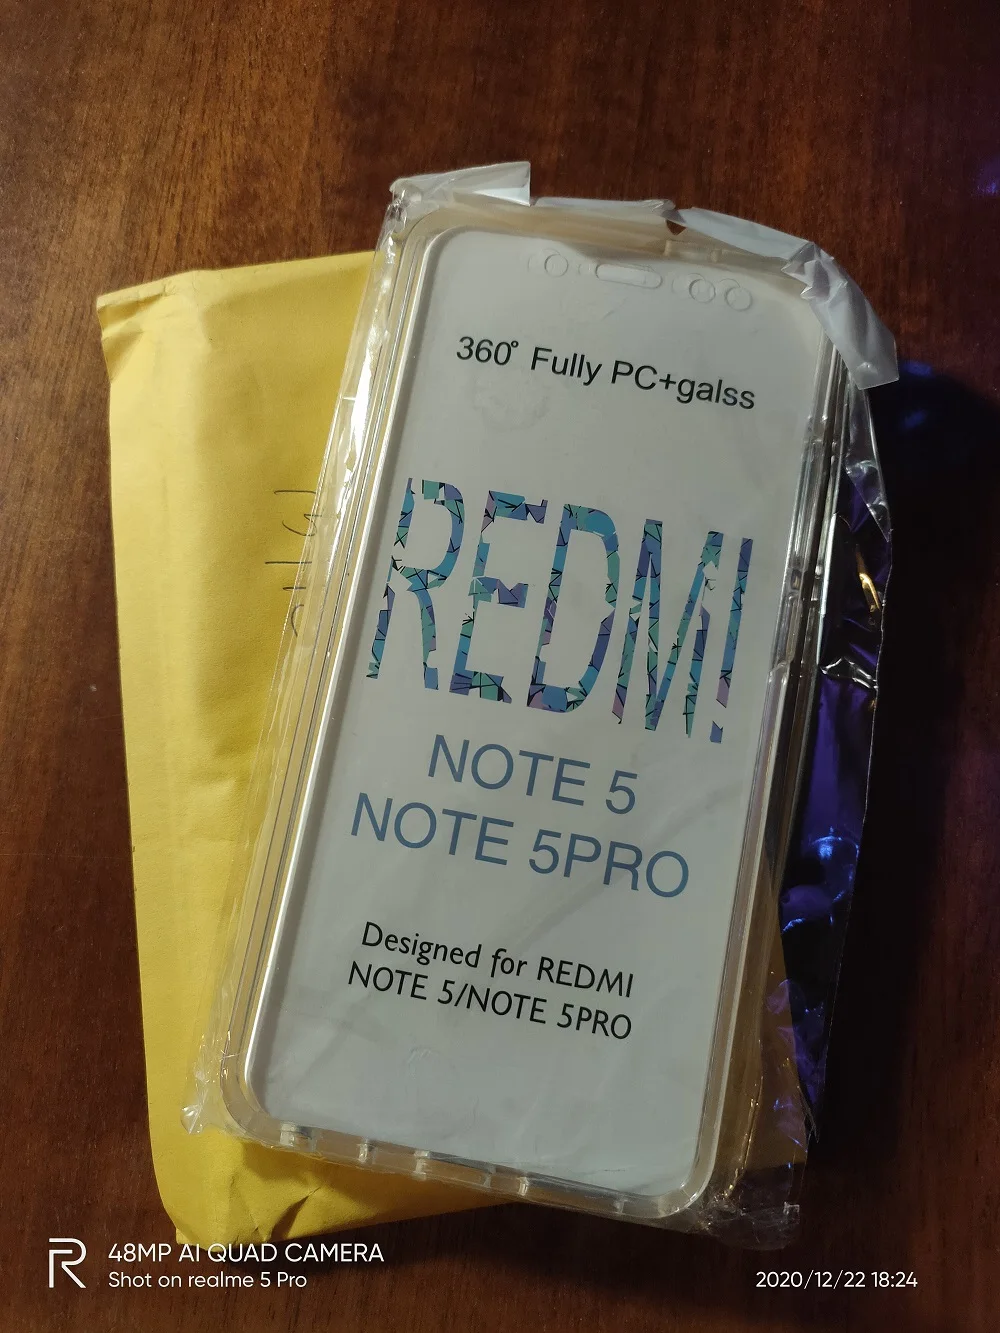 360° Fully PC+galss
REDMI
NOTE 5
NOTE 5PRO
Designed for REDMI
NOTE 5/NOTE 5PRO
48MP AI QUAD CAMERA
Shot on realme 5 Pro
2020/12/22 18:24